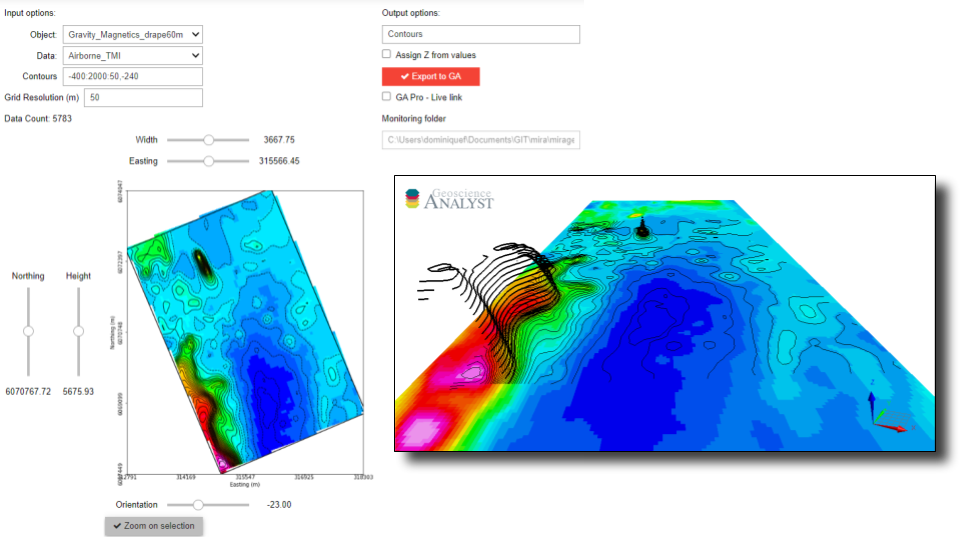 Input options:
Object: Gravity_Magnetics_drape60m
Data: Airborne_TMI
Contours -400:2000:50,-240
Grid Resolution (m) 50
Data Count: 5783
Width 3667.75
Easting 315566.45
Northing Height
6070767.72 5675.93
6074047
6072397
6070748
6069099
Northing (m)
314169 315547 316925 318303
Easting (m)
Orientation -23.00
✔ Zoom on selection
Output options:
Contours
Assign Z from values
✔ Export to GA
GA Pro - Live link
Monitoring folder
C:\Users\dominiquef\Documents\GIT\mira\mirage
Geoscience
ANALYST
Z